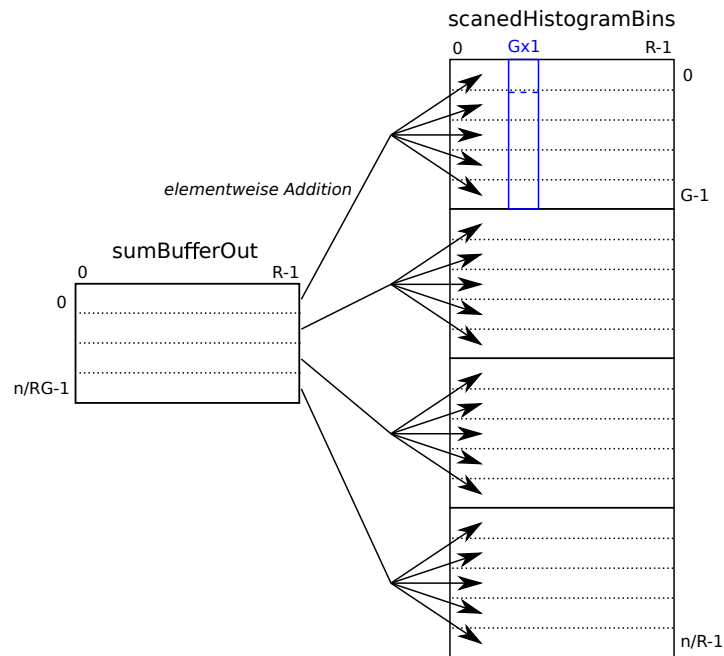 scanedHistogramBins
0 Gx1 R-1
0
elementweise Addition
G-1
sumBufferOut
0 R-1
0
n/RG-1
n/R-1